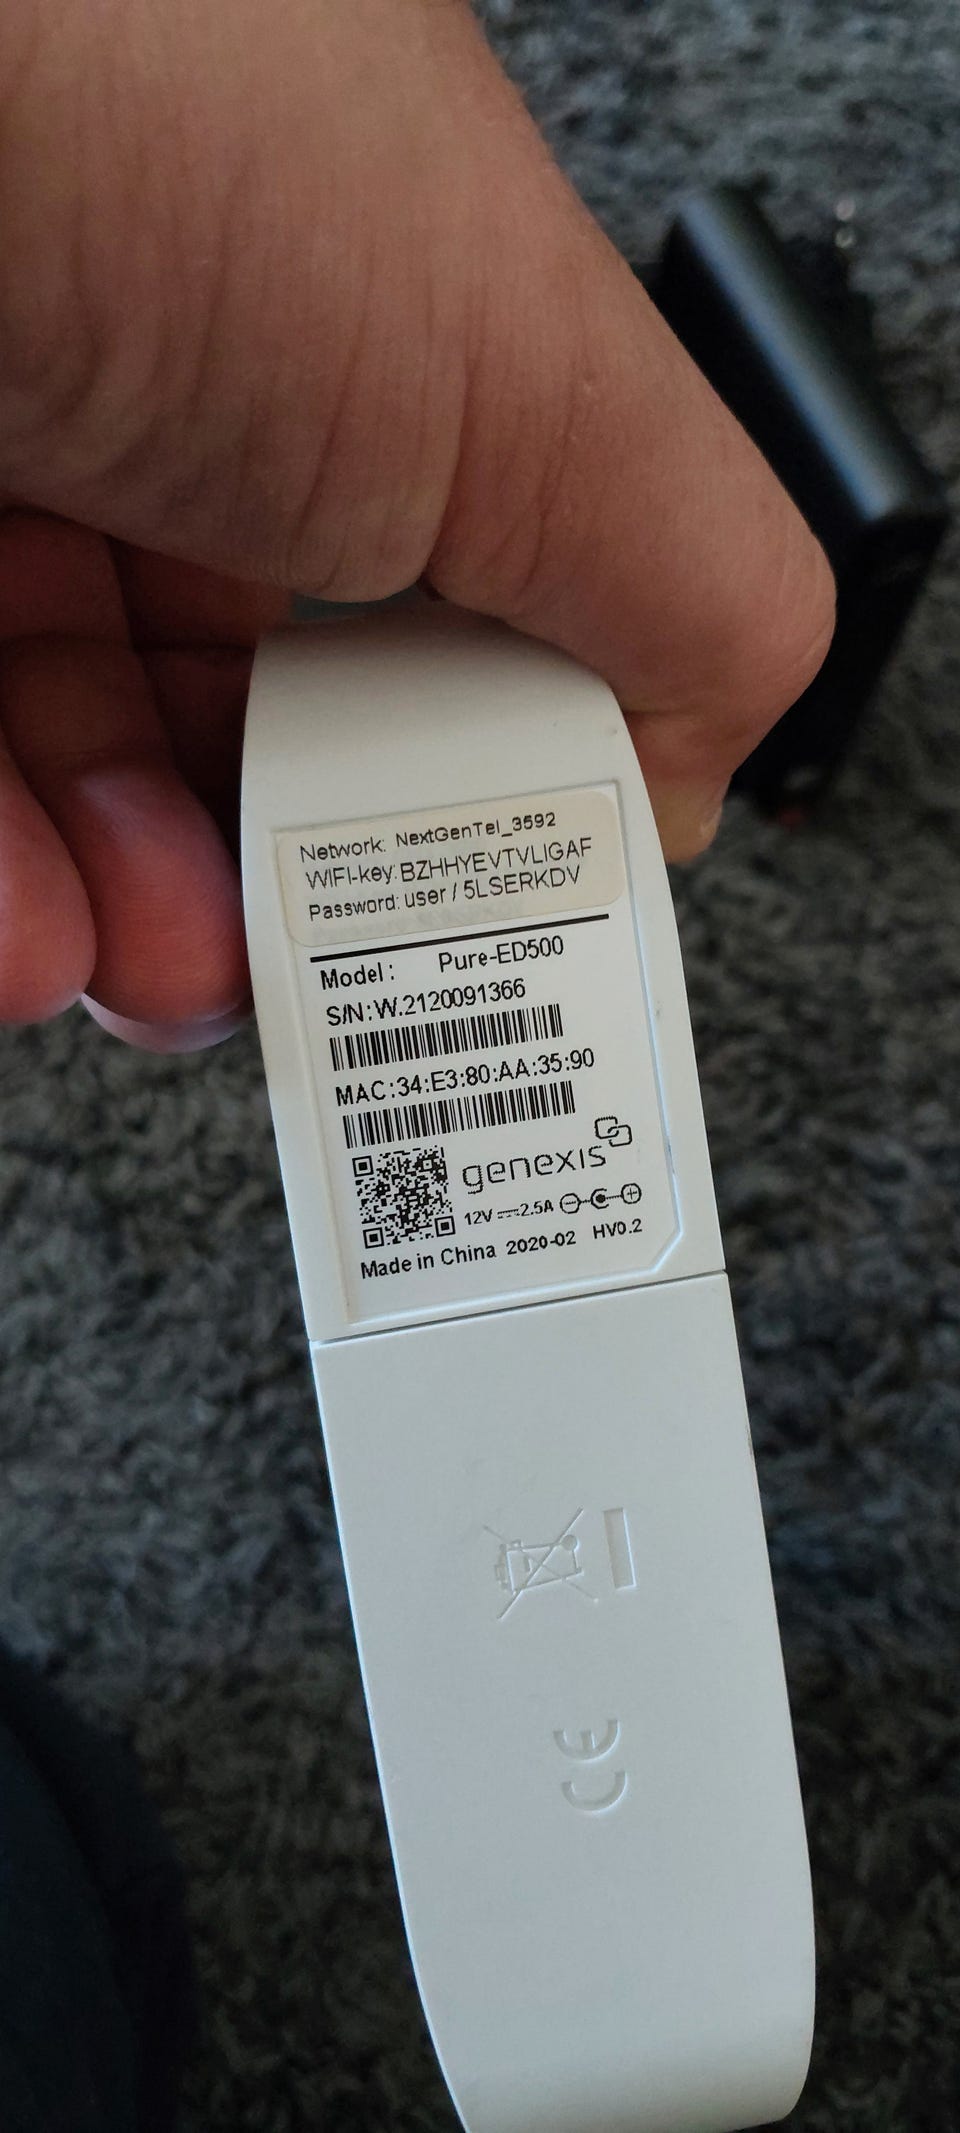 Network: NextGenTel_3592
WIFI-key: BZHHYEVTVLIGAF
Password: user / 5LSERKDV
Model: Pure-ED500
S/N:W.2120091366
MAC:34:E3:80:AA:35:90
genexis
12V 2.5A
Made in China 2020-02 HV0.2
CE